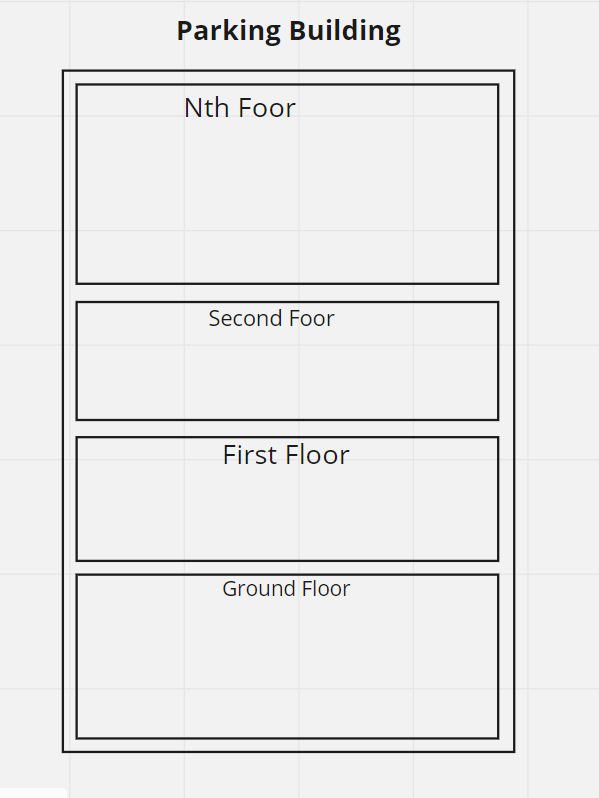 Parking Building
Nth Foor
Second Foor
First Floor
Ground Floor